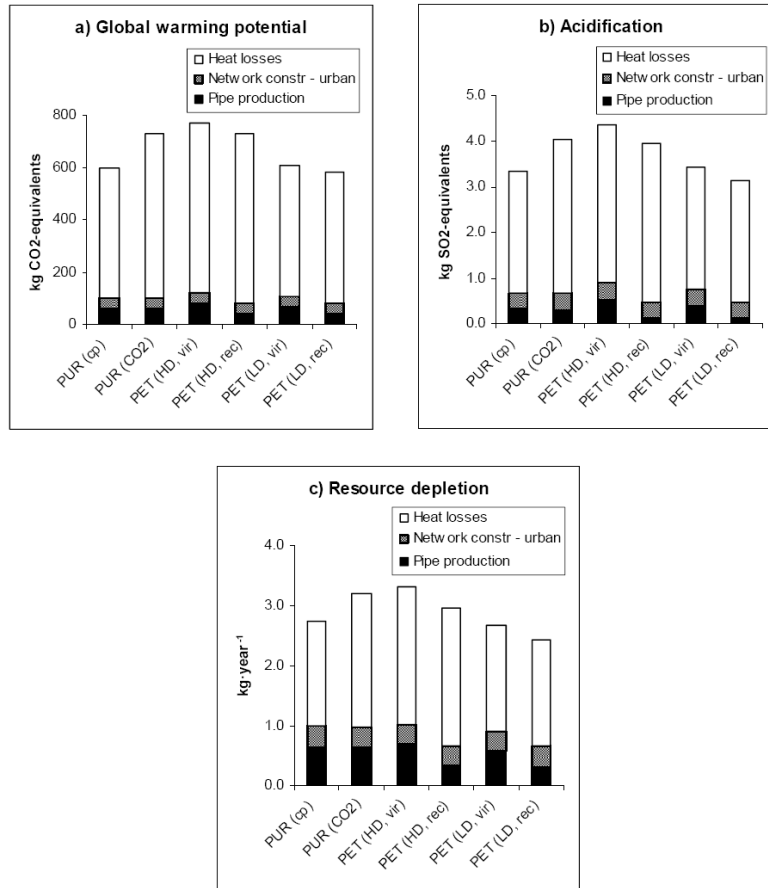 a) Global warming potential
Heat losses
Network constr - urban
Pipe production
kg CO2-equivalents
800
600
400
200
0
PUR (cp)
PUR (CO2)
PET (HD, vir)
PET (HD, rec)
PET (LD, vir)
PET (LD, rec)
b) Acidification
Heat losses
Network constr - urban
Pipe production
kg SO2-equivalents
5.0
4.0
3.0
2.0
1.0
0.0
PUR (cp)
PUR (CO2)
PET (HD, vir)
PET (HD, rec)
PET (LD, vir)
PET (LD, rec)
c) Resource depletion
Heat losses
Network constr - urban
Pipe production
kg·year⁻¹
4.0
3.0
2.0
1.0
0.0
PUR (cp)
PUR (CO2)
PET (HD, vir)
PET (HD, rec)
PET (LD, vir)
PET (LD, rec)